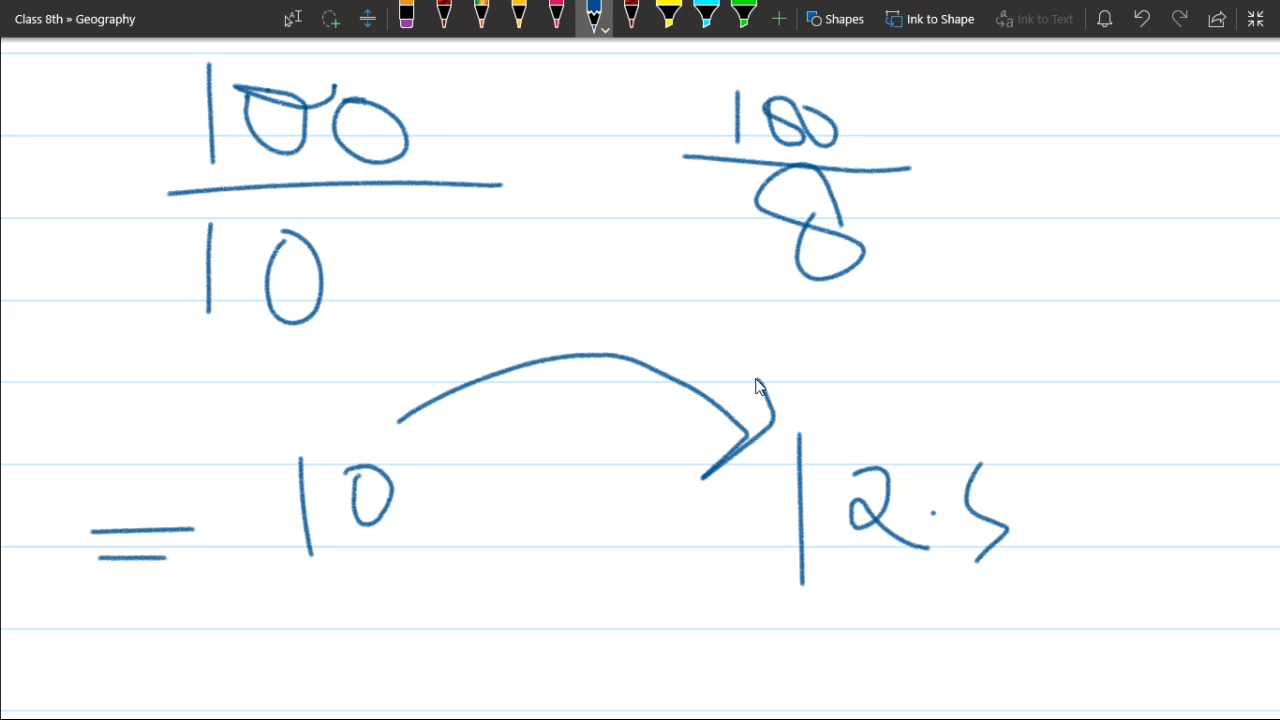 Class 8th » Geography
Shapes
Ink to Shape
Ink to Text
100 100
10 8
= 10 12.5